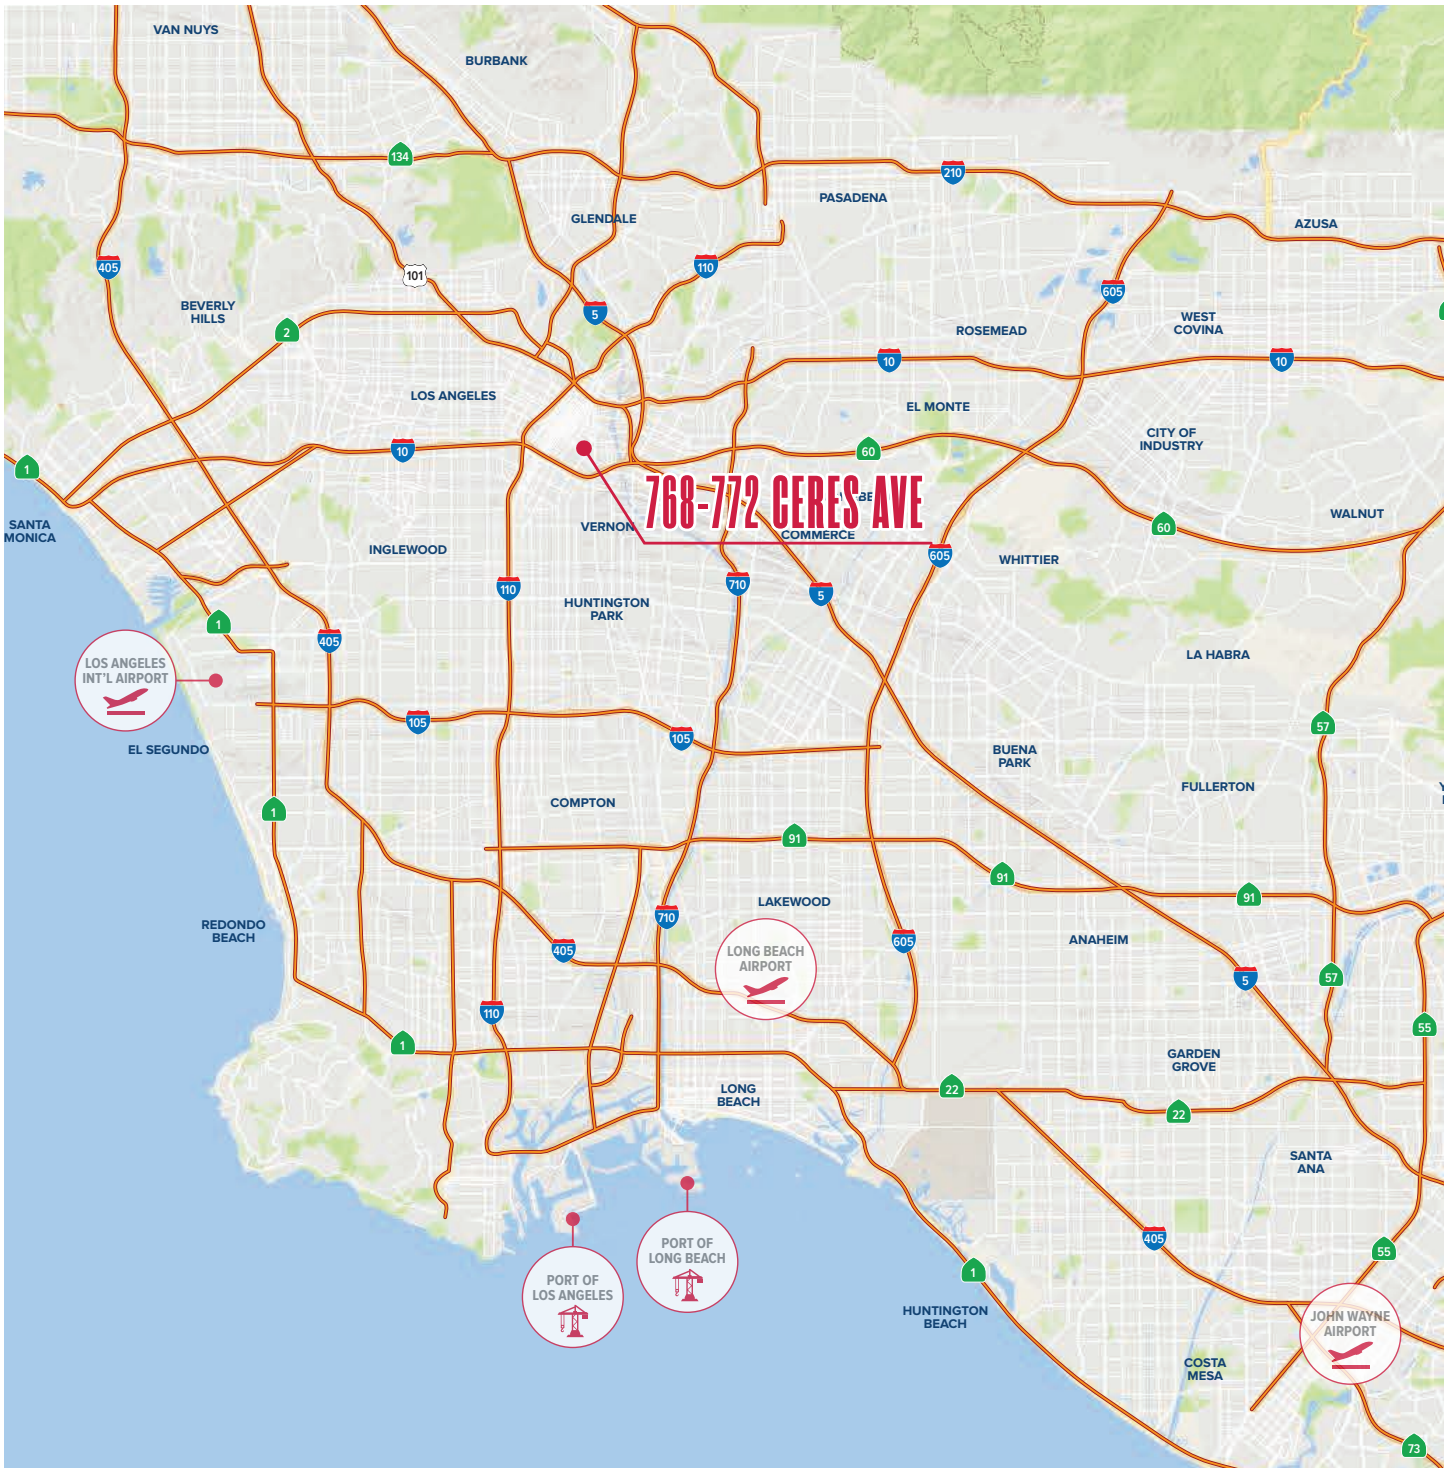 VAN NUYS
BURBANK
134
210
PASADENA
GLENDALE
AZUSA
405
101
110
605
BEVERLY
HILLS
2
5
ROSEMEAD
WEST
COVINA
10
10
LOS ANGELES
EL MONTE
CITY OF
INDUSTRY
10
60
1
768-772 CERES AVE
SANTA
MONICA
VERNON
COMMERCE
WALNUT
60
INGLEWOOD
605
WHITTIER
110
710
5
HUNTINGTON
PARK
1
405
LOS ANGELES
INT'L AIRPORT
LA HABRA
105
105
57
EL SEGUNDO
BUENA
PARK
FULLERTON
COMPTON
1
91
91
91
LAKEWOOD
710
REDONDO
BEACH
405
605
ANAHEIM
LONG BEACH
AIRPORT
5
57
110
55
1
GARDEN
GROVE
LONG
BEACH
22
22
SANTA
ANA
405
PORT OF
LONG BEACH
55
PORT OF
LOS ANGELES
1
HUNTINGTON
BEACH
JOHN WAYNE
AIRPORT
COSTA
MESA
73